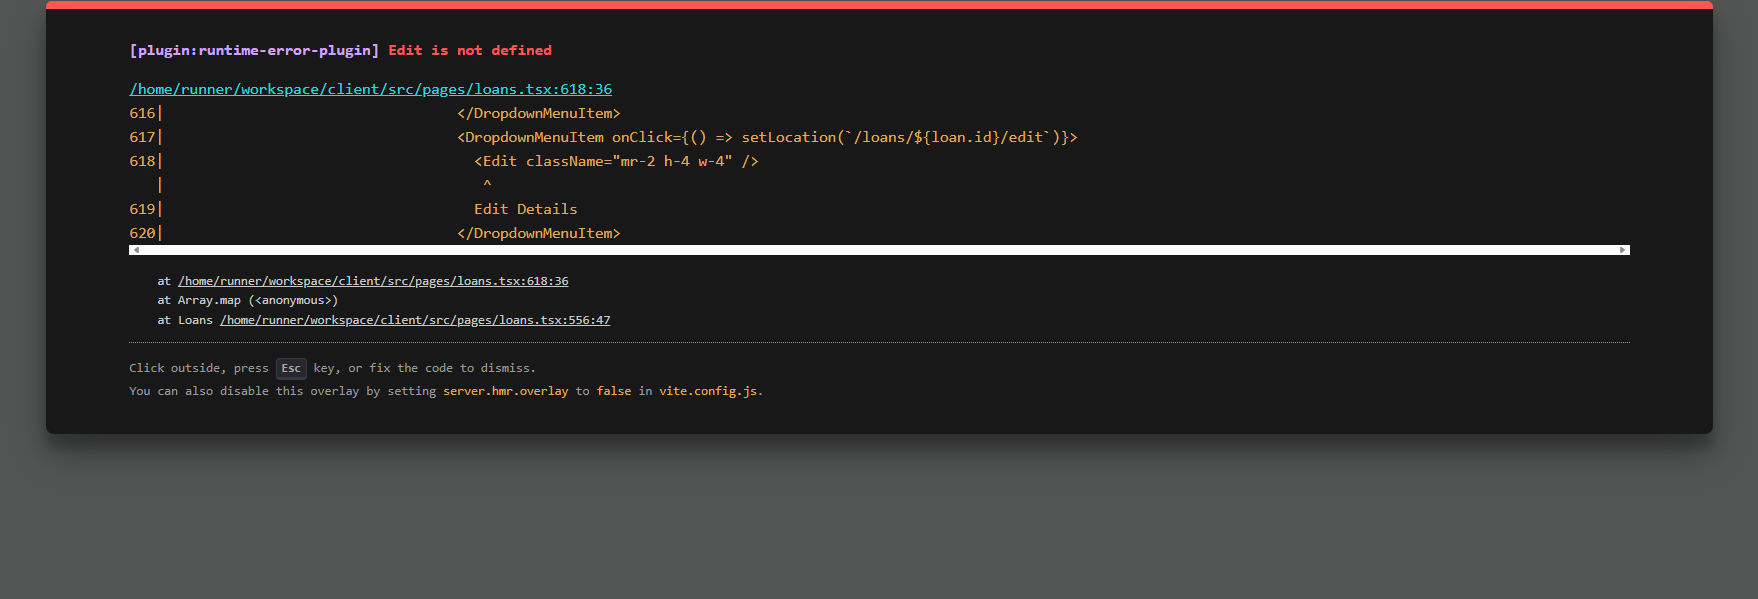 [plugin:runtime-error-plugin] Edit is not defined
/home/runner/workspace/client/src/pages/loans.tsx:618:36
616|                                  </DropdownMenuItem>
617|                                  <DropdownMenuItem onClick={() => setLocation(`/loans/${loan.id}/edit`)}>
618|                                    <Edit className="mr-2 h-4 w-4" />
   |                                     ^
619|                                    Edit Details
620|                                  </DropdownMenuItem>
at /home/runner/workspace/client/src/pages/loans.tsx:618:36
at Array.map (<anonymous>)
at Loans /home/runner/workspace/client/src/pages/loans.tsx:556:47
Click outside, press Esc key, or fix the code to dismiss.
You can also disable this overlay by setting server.hmr.overlay to false in vite.config.js.